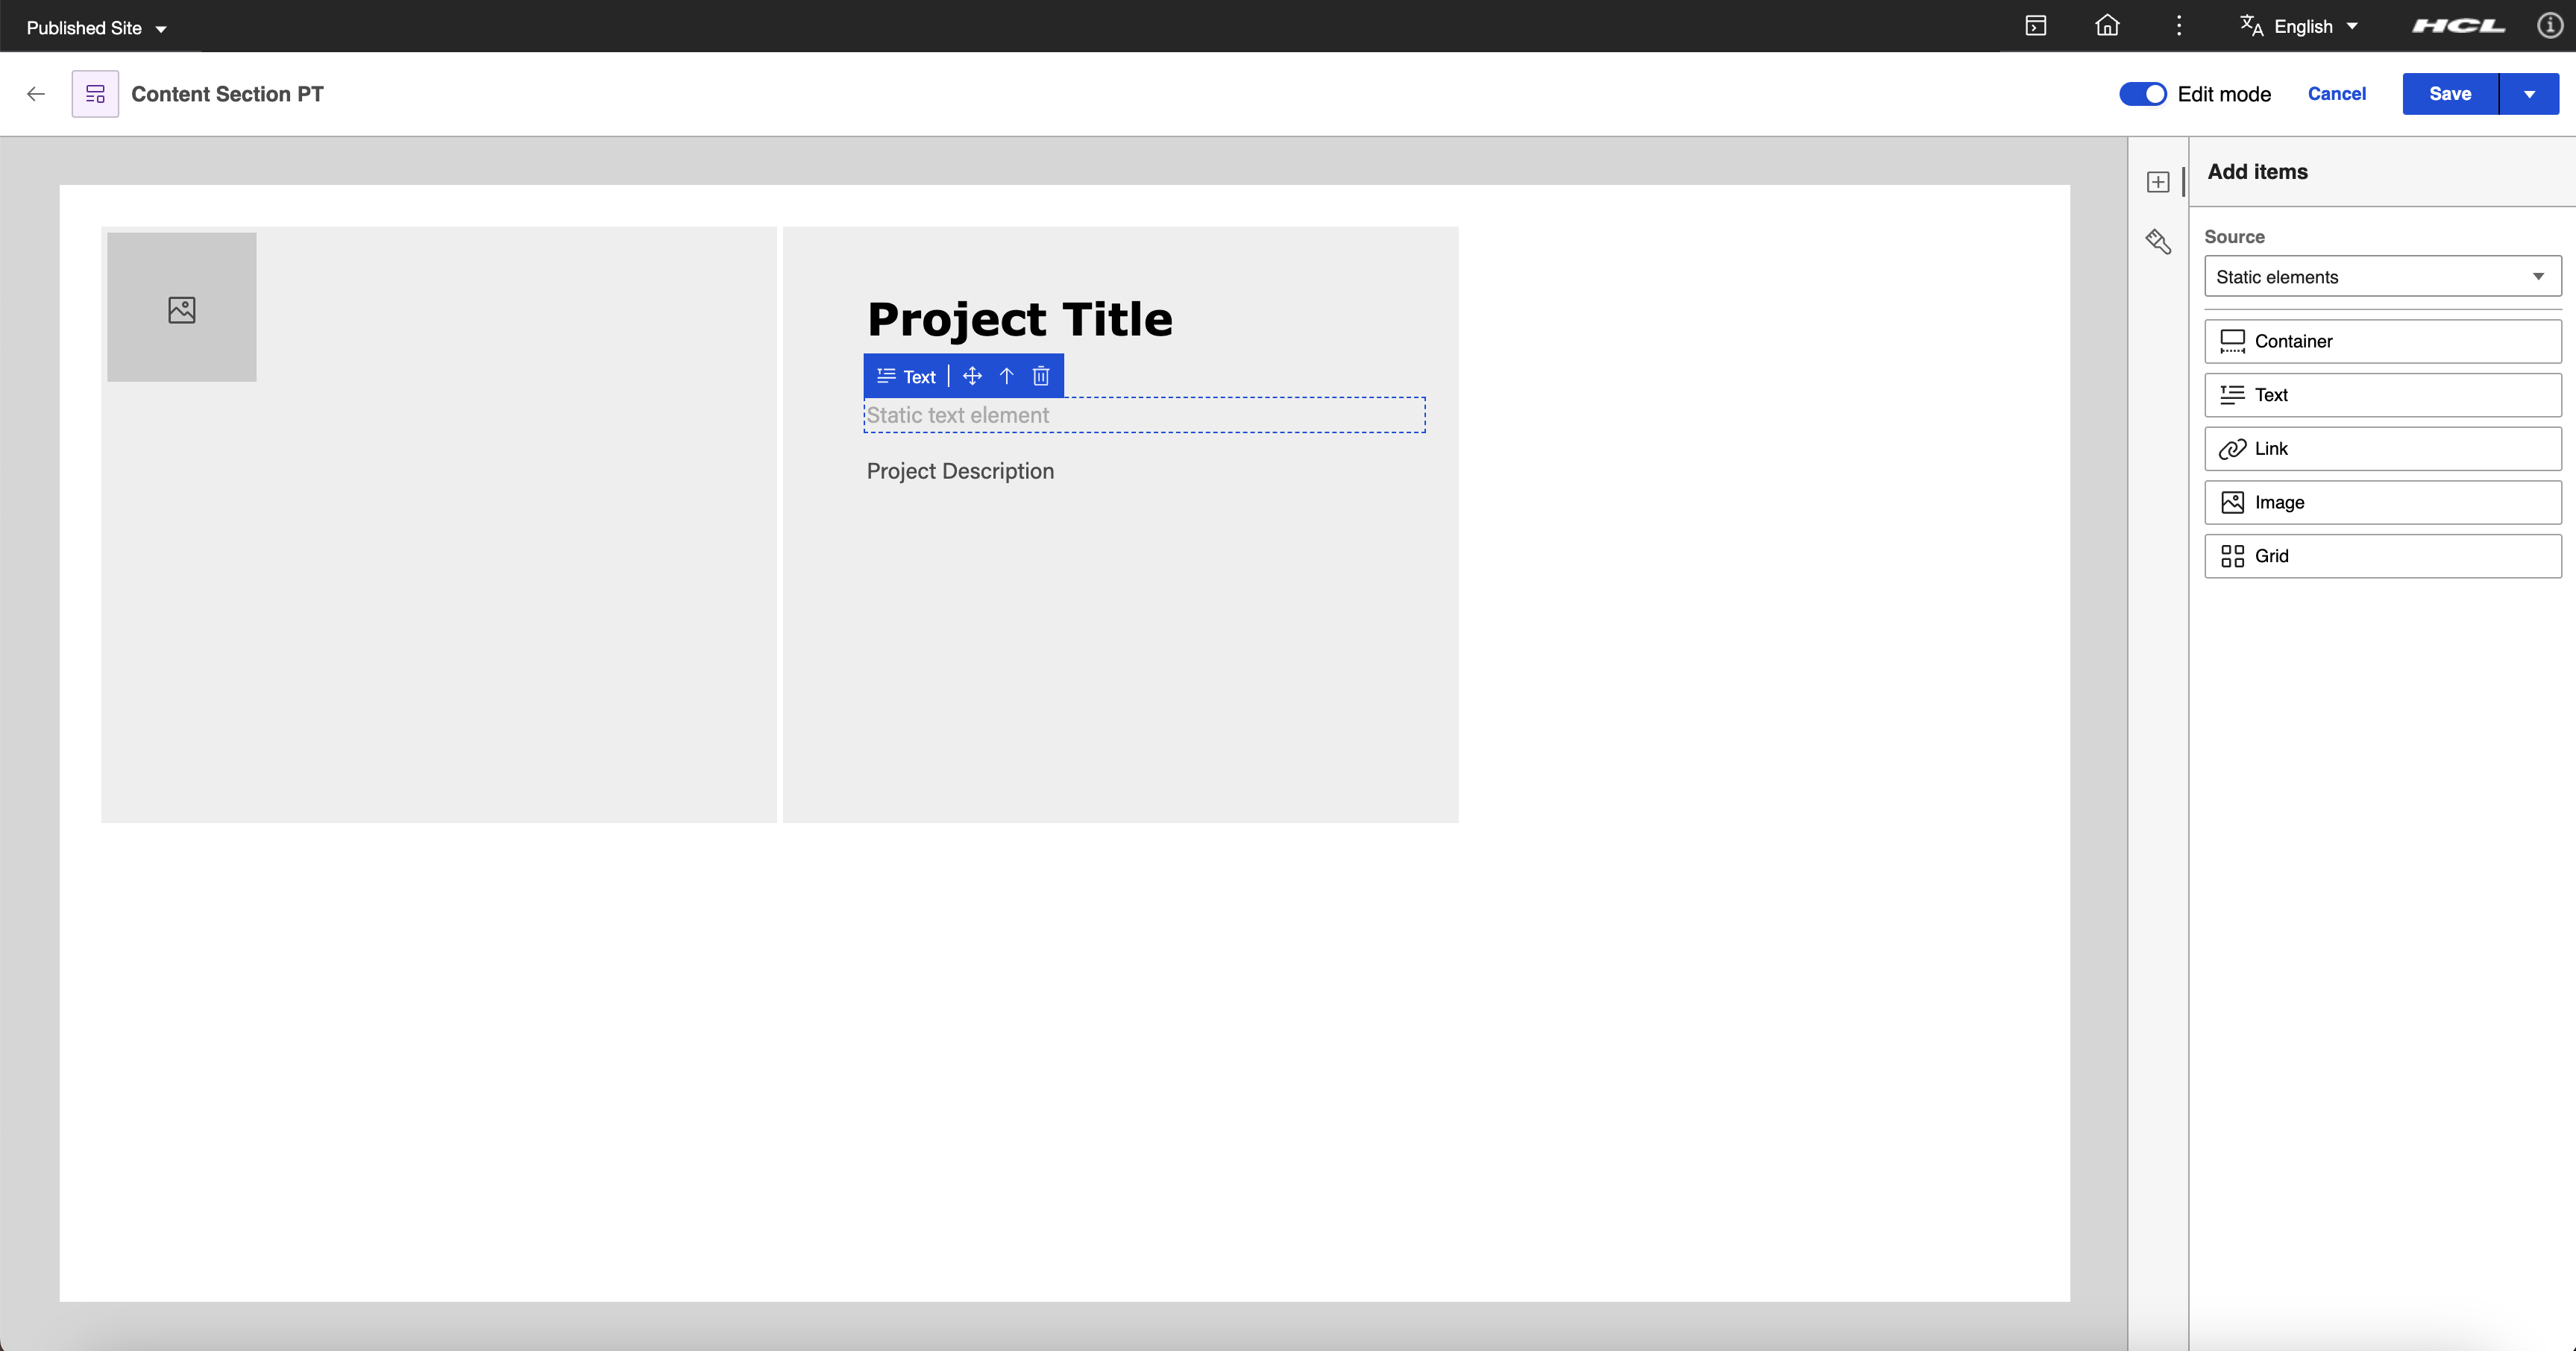 Published Site
English
HCL
Content Section PT
Edit mode
Cancel
Save
Add items
Source
Static elements
Container
Text
Link
Image
Grid
Project Title
Text
Static text element
Project Description